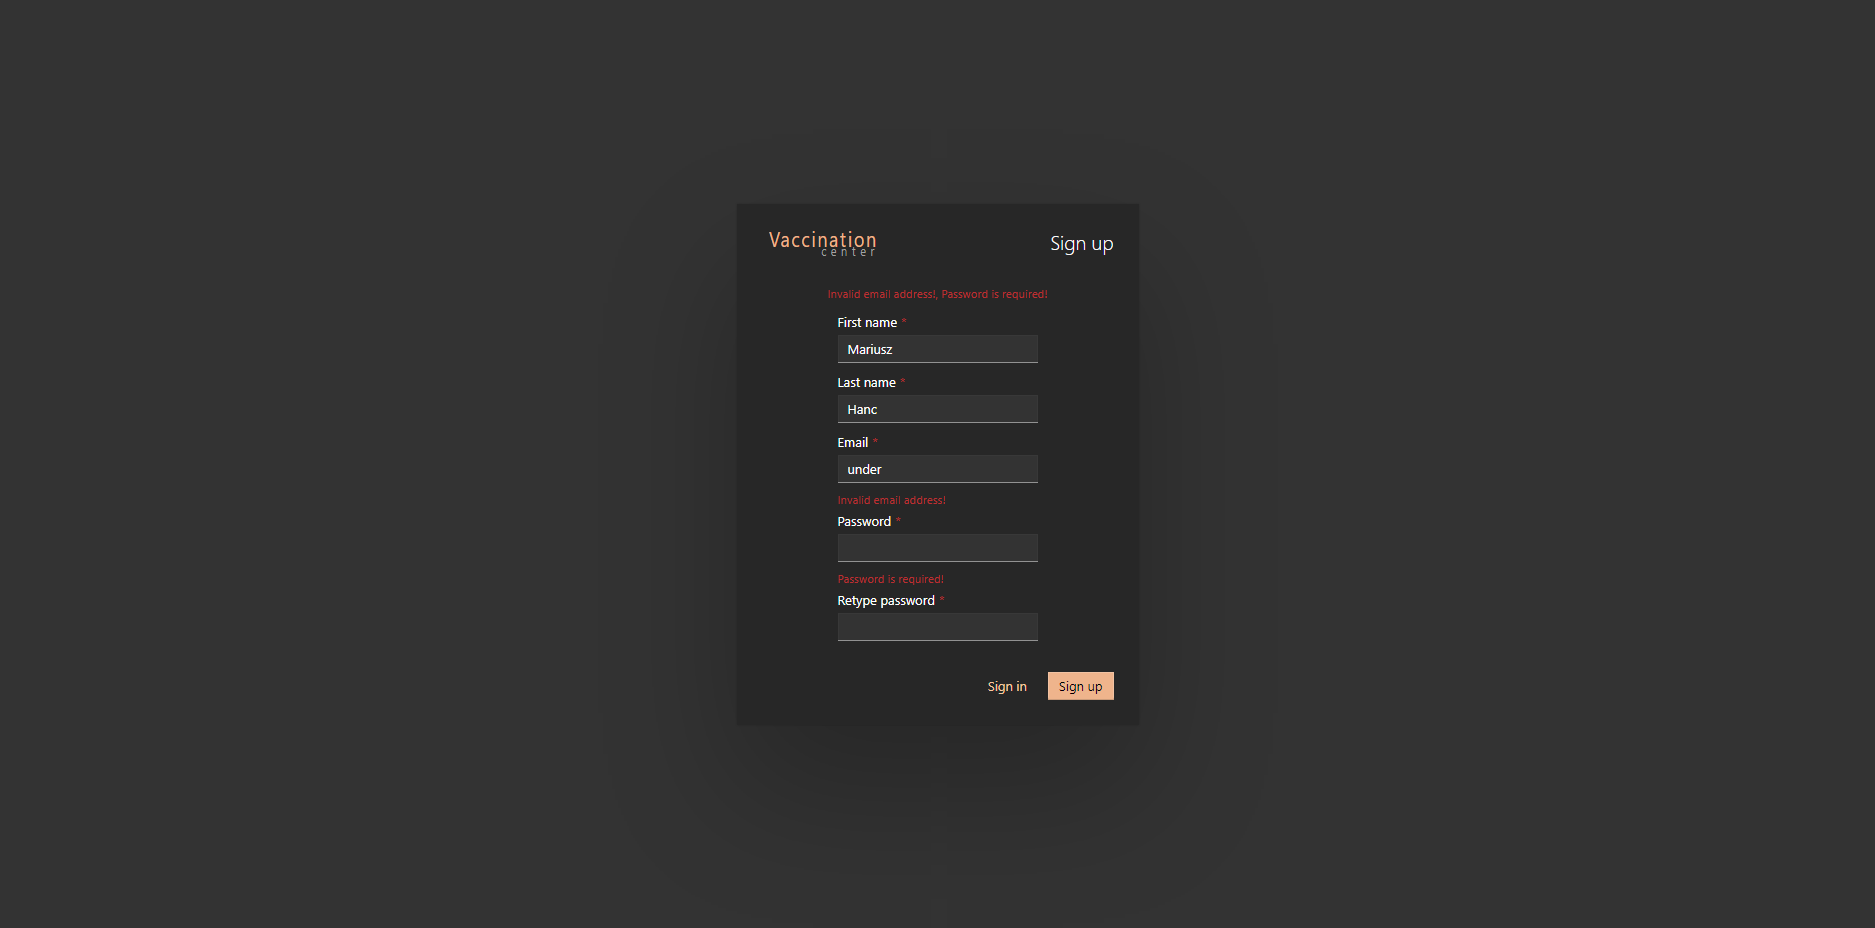 Vaccination
center
Sign up
Invalid email address!, Password is required!
First name *
Mariusz
Last name *
Hanc
Email *
under
Invalid email address!
Password *
Password is required!
Retype password *
Sign in
Sign up